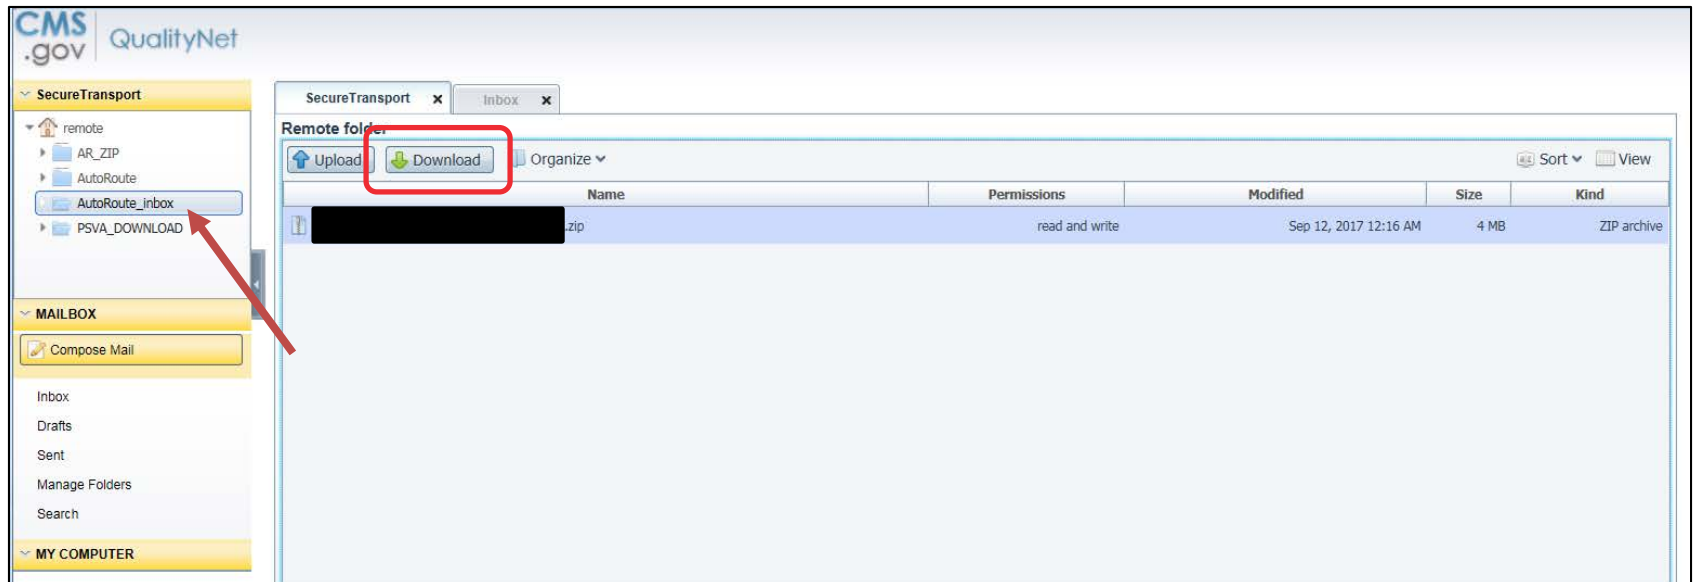 CMS
.gov
QualityNet
SecureTransport
remote
AR_ZIP
AutoRoute
AutoRoute_inbox
PSVA_DOWNLOAD
MAILBOX
Compose Mail
Inbox
Drafts
Sent
Manage Folders
Search
MY COMPUTER
SecureTransport x Inbox x
Remote folder
Upload Download Organize Sort View
Name Permissions Modified Size Kind
.zip read and write Sep 12, 2017 12:16 AM 4 MB ZIP archive